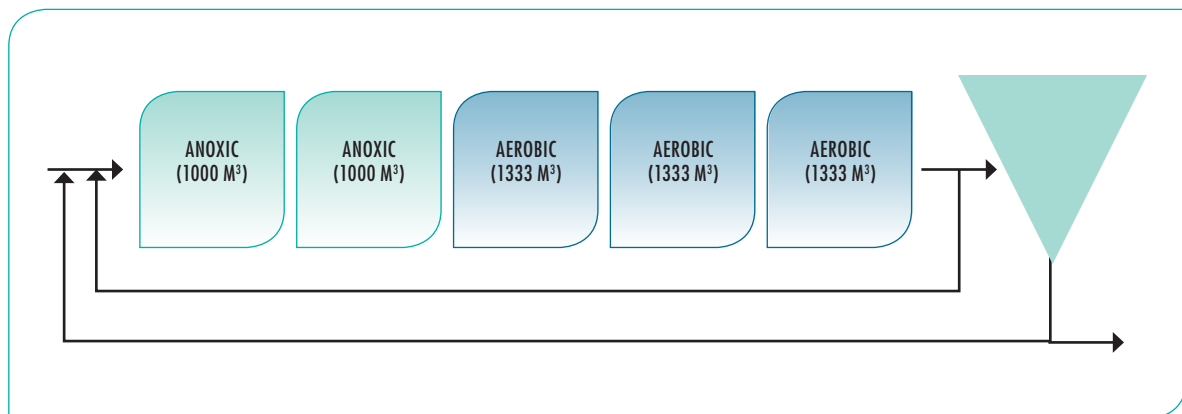 ANOXIC
(1000 M³)
ANOXIC
(1000 M³)
AEROBIC
(1333 M³)
AEROBIC
(1333 M³)
AEROBIC
(1333 M³)